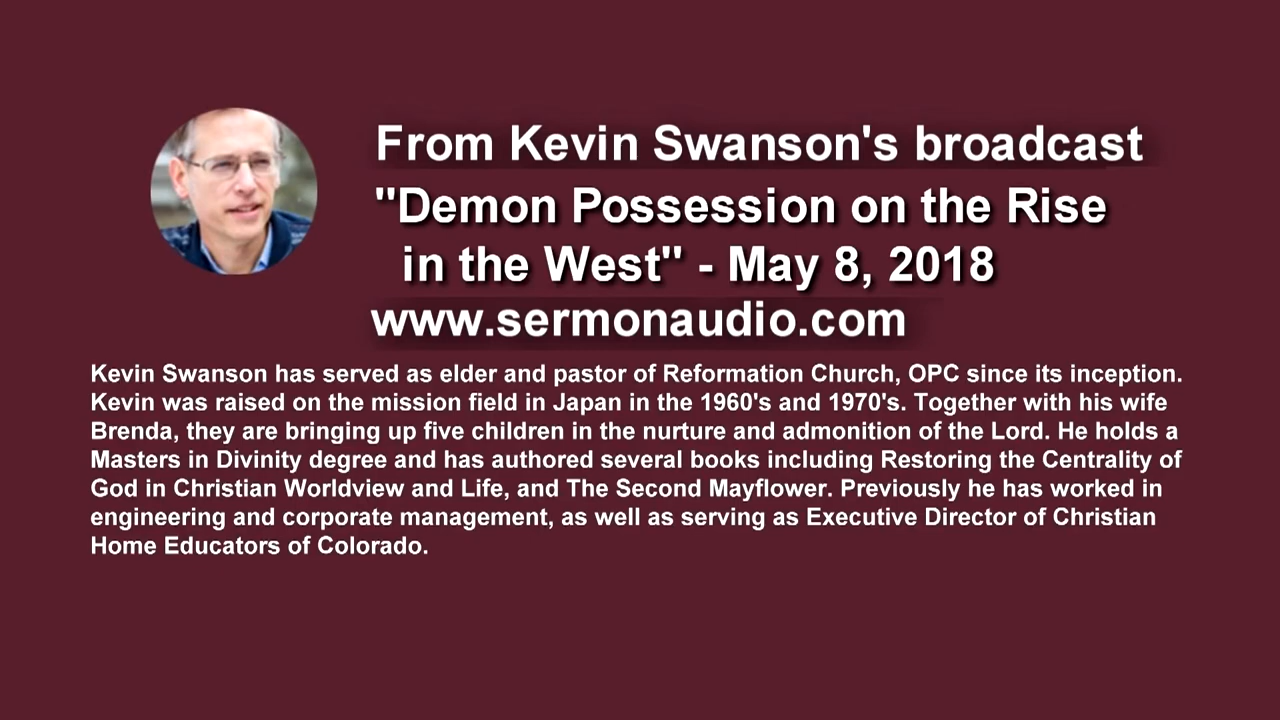 From Kevin Swanson's broadcast
"Demon Possession on the Rise
in the West" - May 8, 2018
www.sermonaudio.com
Kevin Swanson has served as elder and pastor of Reformation Church, OPC since its inception.
Kevin was raised on the mission field in Japan in the 1960's and 1970's. Together with his wife
Brenda, they are bringing up five children in the nurture and admonition of the Lord. He holds a
Masters in Divinity degree and has authored several books including Restoring the Centrality of
God in Christian Worldview and Life, and The Second Mayflower. Previously he has worked in
engineering and corporate management, as well as serving as Executive Director of Christian
Home Educators of Colorado.